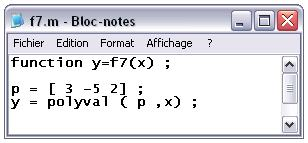 f7.m - Bloc-notes
Fichier Edition Format Affichage ?
function y=f7(x) ;
p = [ 3 -5 2] ;
y = polyval ( p ,x) ;